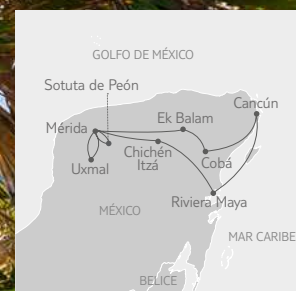 GOLFO DE MÉXICO
Sotuta de Peón
Cancún
Ek Balam
Mérida
Chichén
Itzá
Cobá
Uxmal
Riviera Maya
MÉXICO
MAR CARIBE
BELICE